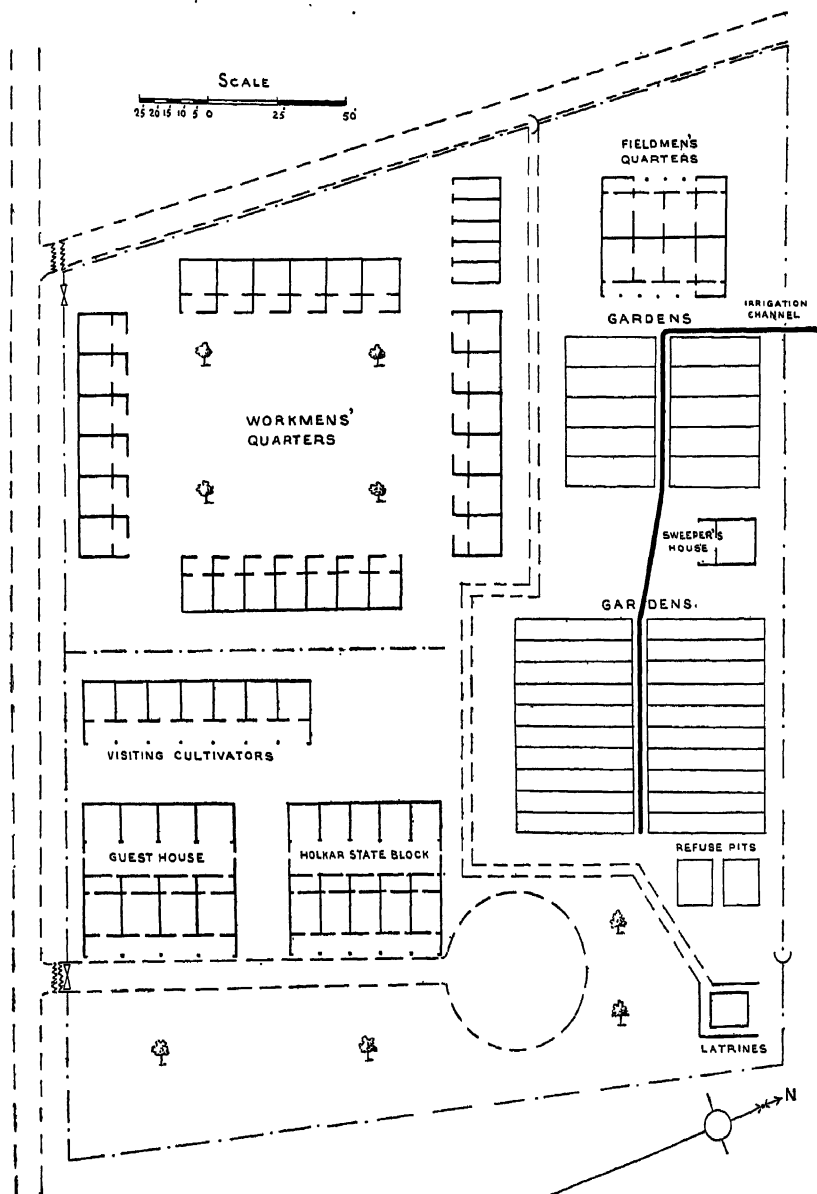 SCALE
25 20 15 10 5 0 25 50'
FIELDMEN'S
QUARTERS
IRRIGATION
CHANNEL
GARDENS
WORKMENS'
QUARTERS
SWEEPER'S
HOUSE
GARDENS.
VISITING CULTIVATORS
GUEST HOUSE
HOLKAR STATE BLOCK
REFUSE PITS
LATRINES
N